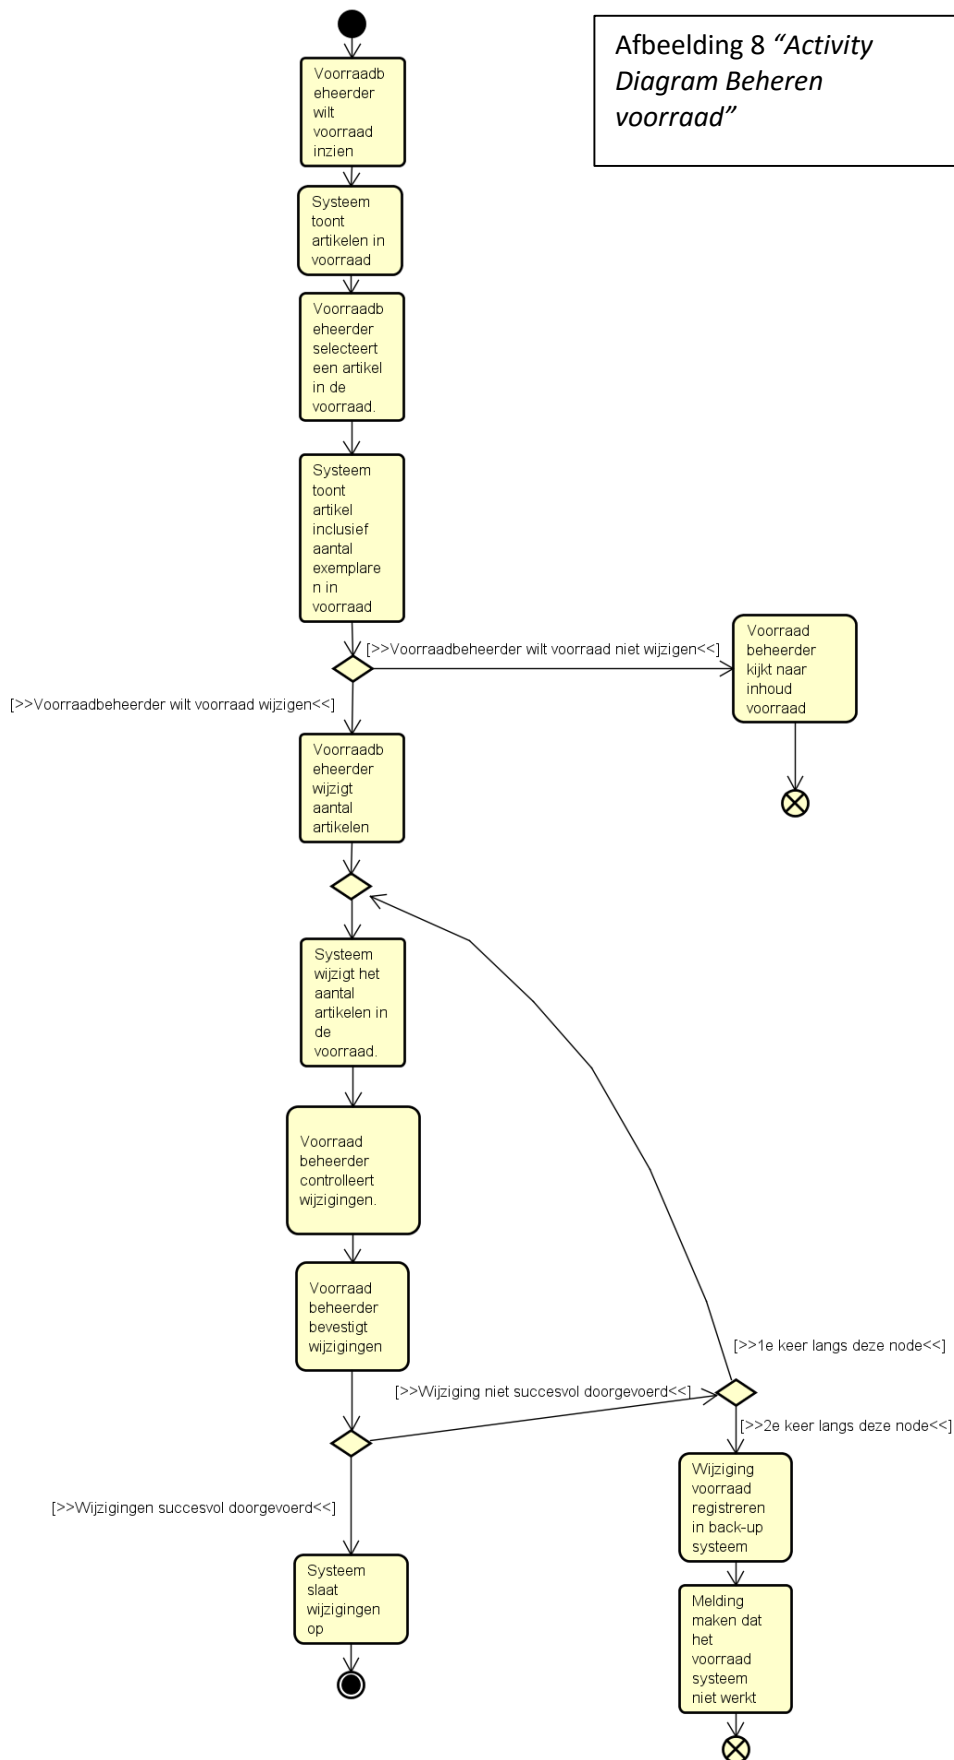 Afbeelding 8 “Activity
Diagram Beheren
voorraad”
Voorraadb
eheerder
wilt
voorraad
inzien
Systeem
toont
artikelen in
voorraad
Voorraadb
eheerder
selecteert
een artikel
in de
voorraad.
Systeem
toont
artikel
inclusief
aantal
exemplare
n in
voorraad
[>>Voorraadbeheerder wilt voorraad niet wijzigen<<]
Voorraad
beheerder
kijkt naar
inhoud
voorraad
[>>Voorraadbeheerder wilt voorraad wijzigen<<]
Voorraadb
eheerder
wijzigt
aantal
artikelen
Systeem
wijzigt het
aantal
artikelen in
de
voorraad.
Voorraad
beheerder
controlleert
wijzigingen.
Voorraad
beheerder
bevestigt
wijzigingen
[>>1e keer langs deze node<<]
[>>Wijziging niet succesvol doorgevoerd<<]
[>>2e keer langs deze node<<]
Wijziging
voorraad
registreren
in back-up
systeem
[>>Wijzigingen succesvol doorgevoerd<<]
Systeem
slaat
wijzigingen
op
Melding
maken dat
het
voorraad
systeem
niet werkt